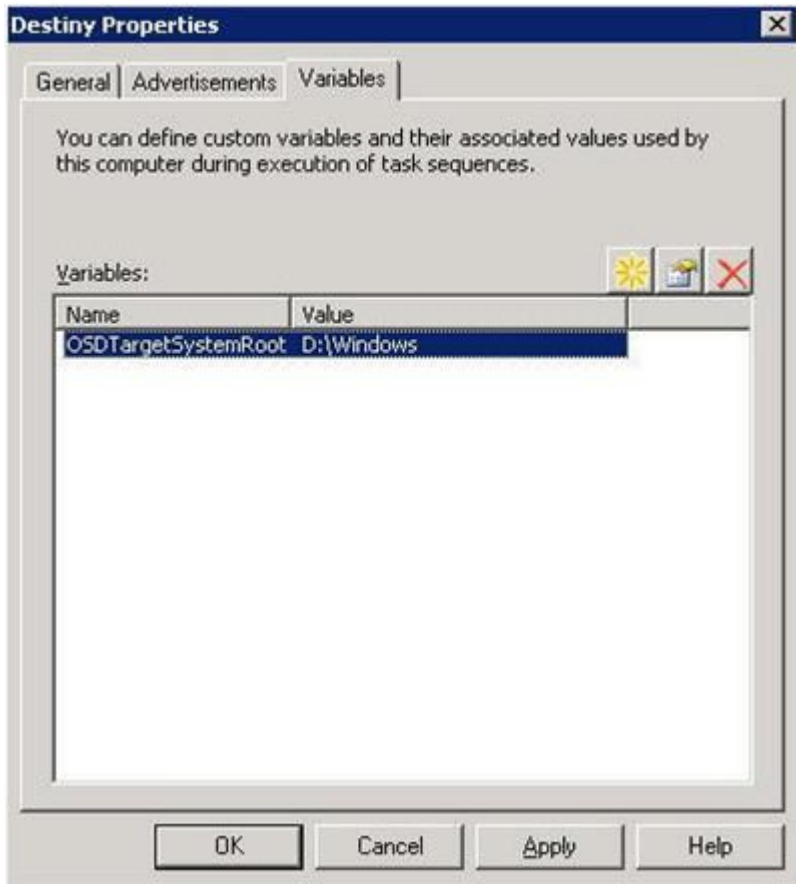 Destiny Properties
General Advertisements Variables
You can define custom variables and their associated values used by
this computer during execution of task sequences.
Variables:
Name Value
OSDTargetSystemRoot D:\Windows
OK Cancel Apply Help